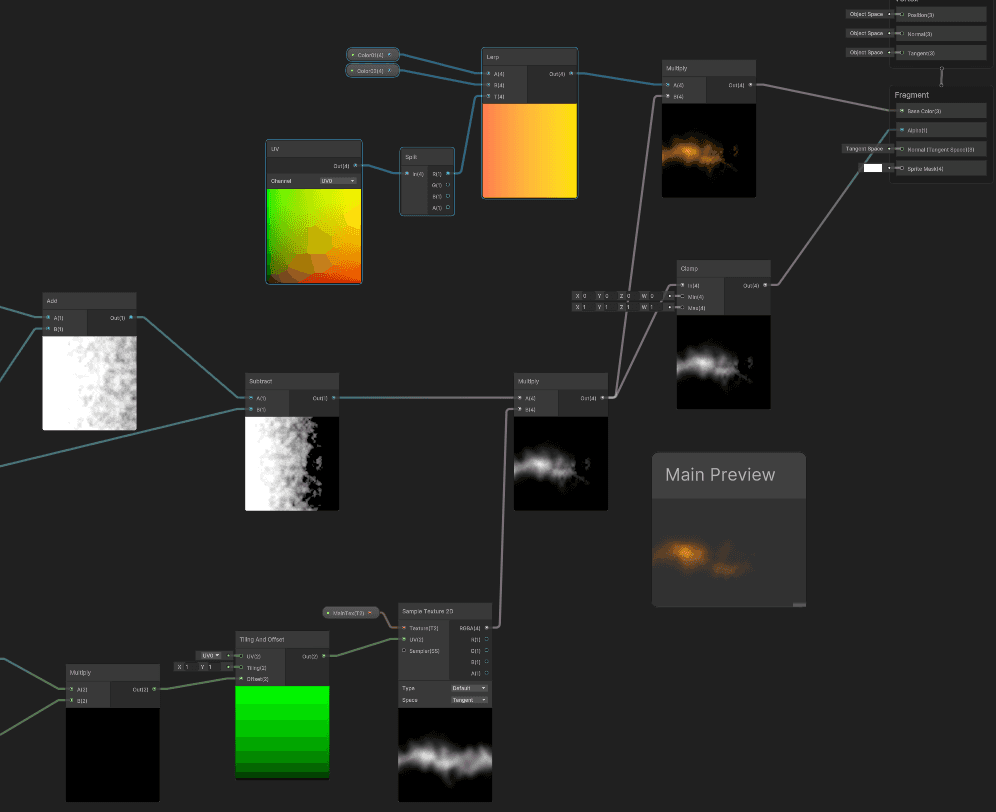 Object Space
Position(3)
Object Space
Normal(3)
Object Space
Tangent(3)
Fragment
Base Color(3)
Alpha(1)
Tangent Space
Normal (Tangent Space)(3)
Sprite Mask(4)
Color01(4)
Color02(4)
Lerp
A(4)
B(4)
T(4)
Out(4)
Multiply
A(4)
B(4)
Out(4)
UV
Out(4)
Channel
UV0
Split
In(4)
R(1)
G(1)
B(1)
A(1)
Clamp
In(4)
Min(4)
Max(4)
Out(4)
X 0 Y 0 Z 0 W 0
X 1 Y 1 Z 1 W 1
Add
A(1)
B(1)
Out(1)
Subtract
A(1)
B(1)
Out(1)
Multiply
A(4)
B(4)
Out(4)
Main Preview
MainTex(T2)
Sample Texture 2D
Texture(T2)
UV(2)
Sampler(SS)
RGBA(4)
R(1)
G(1)
B(1)
A(1)
Type
Default
Space
Tangent
Tiling And Offset
UV0
X 1 Y 1
UV(2)
Tiling(2)
Offset(2)
Out(2)
Multiply
A(2)
B(2)
Out(2)